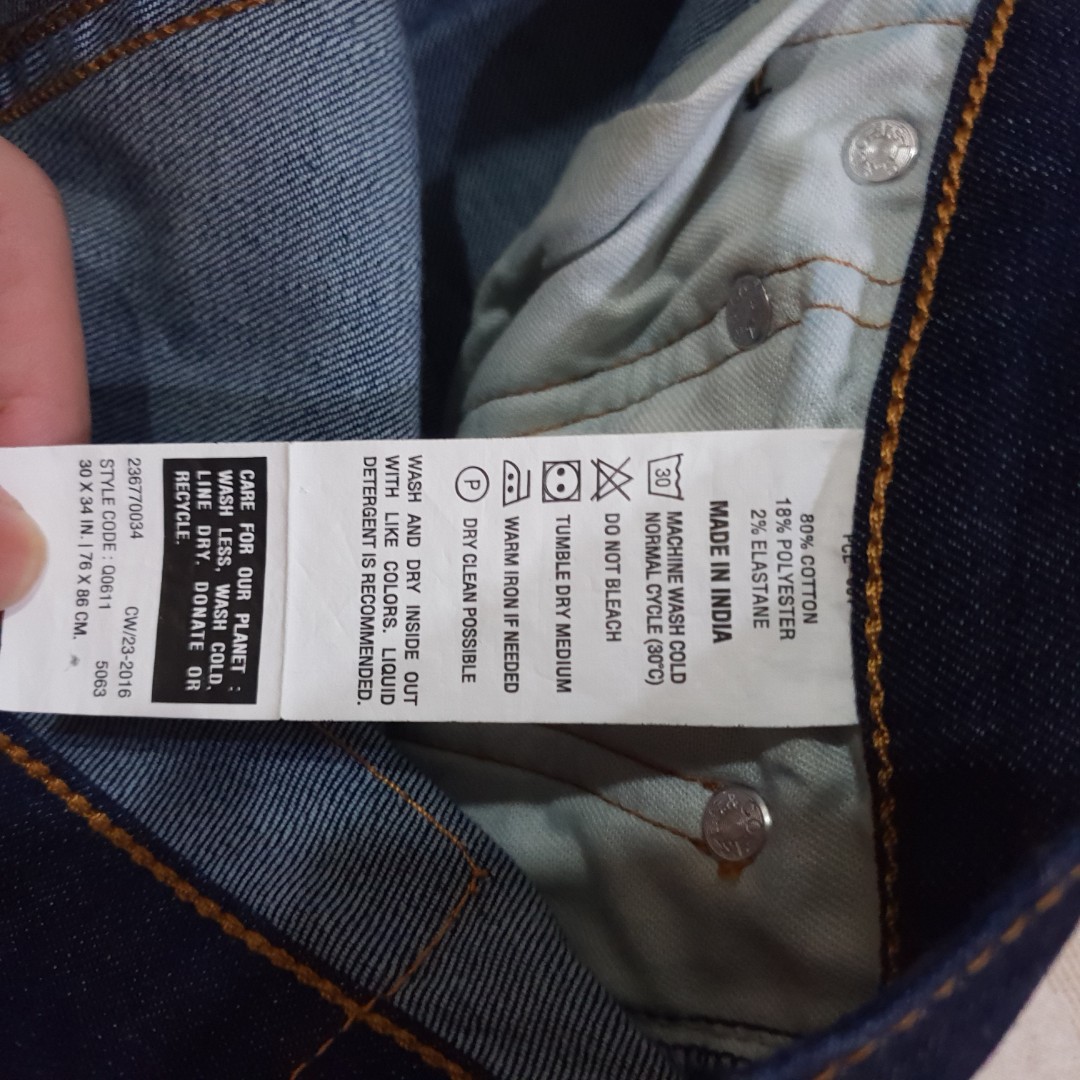 80% COTTON
18% POLYESTER
2% ELASTANE
MADE IN INDIA
30
MACHINE WASH COLD
NORMAL CYCLE (30°C)
DO NOT BLEACH
TUMBLE DRY MEDIUM
WARM IRON IF NEEDED
P
DRY CLEAN POSSIBLE
WASH AND DRY INSIDE OUT
WITH LIKE COLORS. LIQUID
DETERGENT IS RECOMMENDED.
CARE FOR OUR PLANET :
WASH LESS, WASH COLD,
LINE DRY. DONATE OR
RECYCLE.
236770034 CW/23-2016
STYLE CODE : Q0611 5063
30 X 34 IN. | 76 X 86 CM.